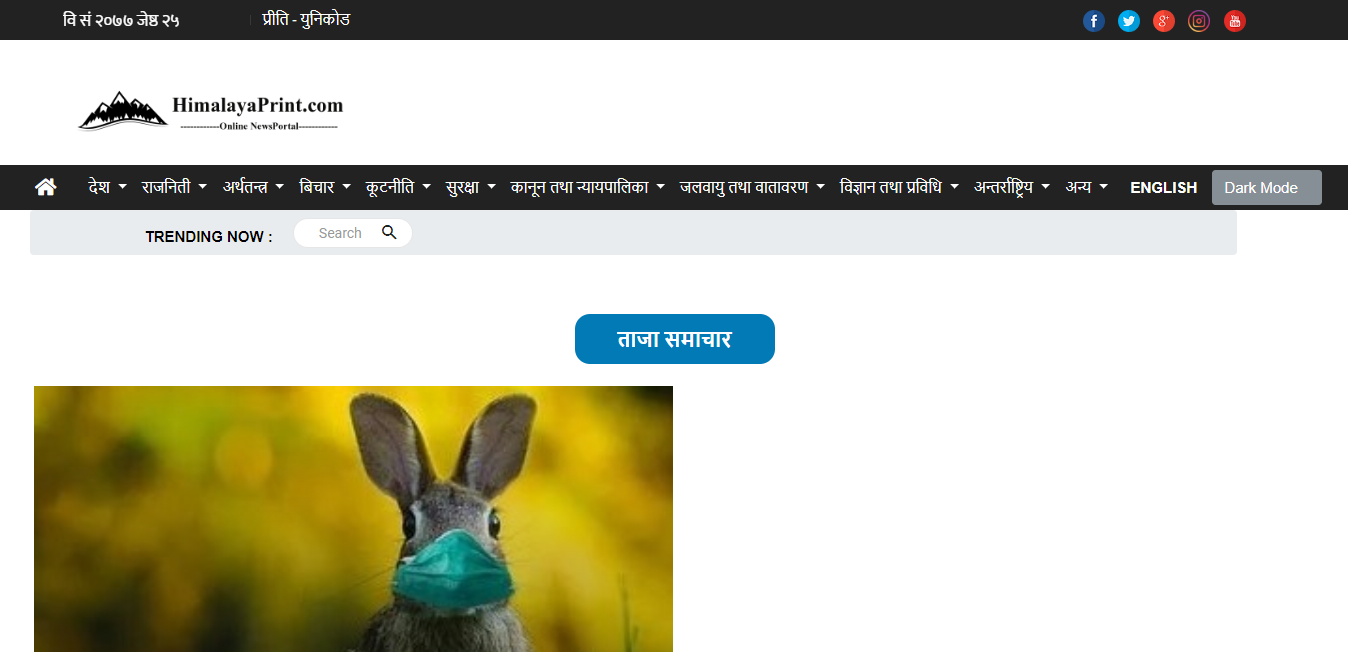 वि सं २०७७ जेष्ठ २५
प्रीति - युनिकोड
HimalayaPrint.com
------------Online NewsPortal------------
देश राजनिती अर्थतन्त्र बिचार कूटनीति सुरक्षा कानून तथा न्यायपालिका जलवायु तथा वातावरण विज्ञान तथा प्रविधि अन्तर्राष्ट्रिय अन्य ENGLISH Dark Mode
TRENDING NOW : Search
ताजा समाचार